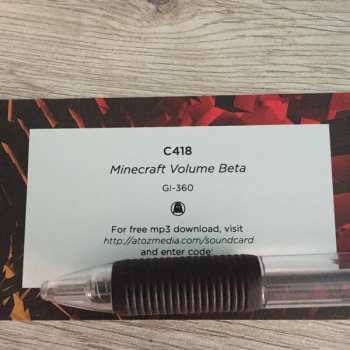 C418
Minecraft Volume Beta
GI-360
For free mp3 download, visit
http://atozmedia.com/soundcard
and enter code: